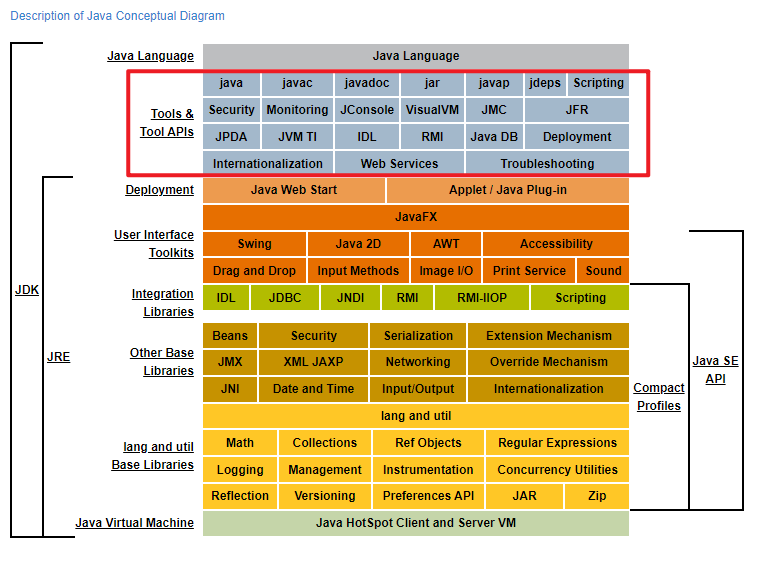 Description of Java Conceptual Diagram
Java Language Java Language
java javac javadoc jar javap jdeps Scripting
Tools & Tool APIs
Security Monitoring JConsole VisualVM JMC JFR
JPDA JVM TI IDL RMI Java DB Deployment
Internationalization Web Services Troubleshooting
Deployment Java Web Start Applet / Java Plug-in
JavaFX
User Interface Toolkits
Swing Java 2D AWT Accessibility
Drag and Drop Input Methods Image I/O Print Service Sound
Integration Libraries
IDL JDBC JNDI RMI RMI-IIOP Scripting
Beans Security Serialization Extension Mechanism
Other Base Libraries
JMX XML JAXP Networking Override Mechanism
JNI Date and Time Input/Output Internationalization
lang and util
lang and util Base Libraries
Math Collections Ref Objects Regular Expressions
Logging Management Instrumentation Concurrency Utilities
Reflection Versioning Preferences API JAR Zip
Java Virtual Machine Java HotSpot Client and Server VM
JDK
JRE
Compact Profiles
Java SE API